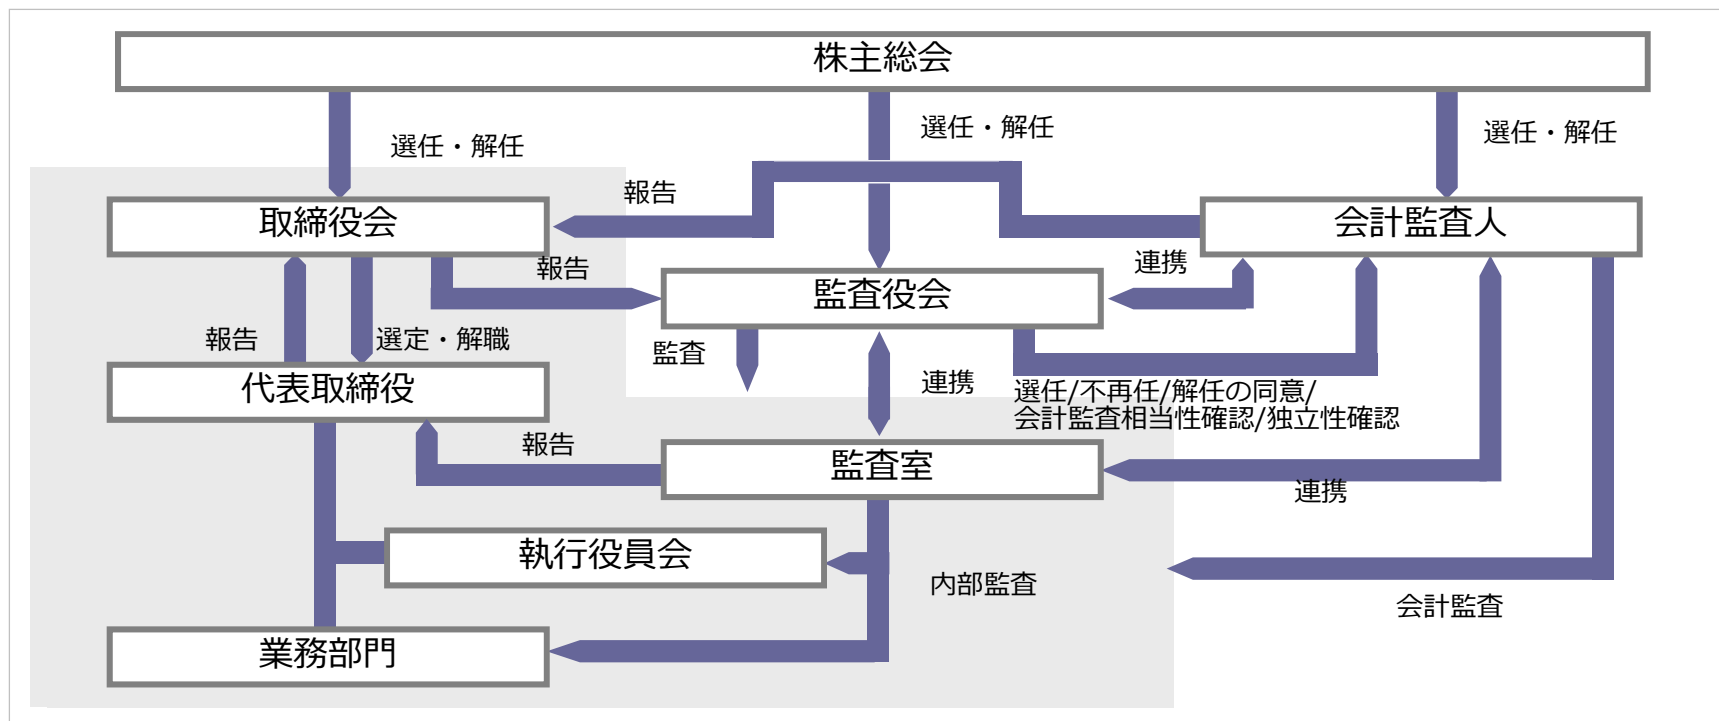 株主総会
選任・解任
選任・解任
選任・解任
取締役会
報告
会計監査人
報告
監査役会
連携
報告
選定・解職
監査
代表取締役
連携
選任/不再任/解任の同意/
会計監査相当性確認/独立性確認
報告
監査室
連携
執行役員会
内部監査
会計監査
業務部門